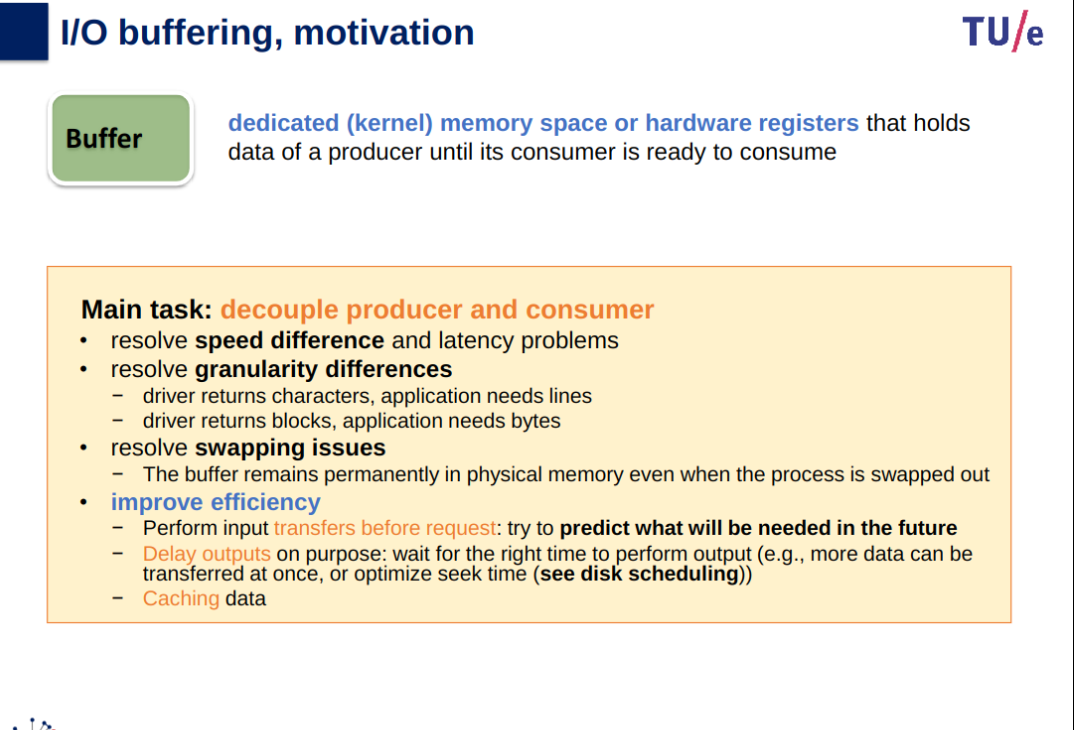 I/O buffering, motivation
TU/e
Buffer
dedicated (kernel) memory space or hardware registers that holds
data of a producer until its consumer is ready to consume
Main task: decouple producer and consumer
• resolve speed difference and latency problems
• resolve granularity differences
− driver returns characters, application needs lines
− driver returns blocks, application needs bytes
• resolve swapping issues
− The buffer remains permanently in physical memory even when the process is swapped out
• improve efficiency
− Perform input transfers before request: try to predict what will be needed in the future
− Delay outputs on purpose: wait for the right time to perform output (e.g., more data can be
transferred at once, or optimize seek time (see disk scheduling))
− Caching data